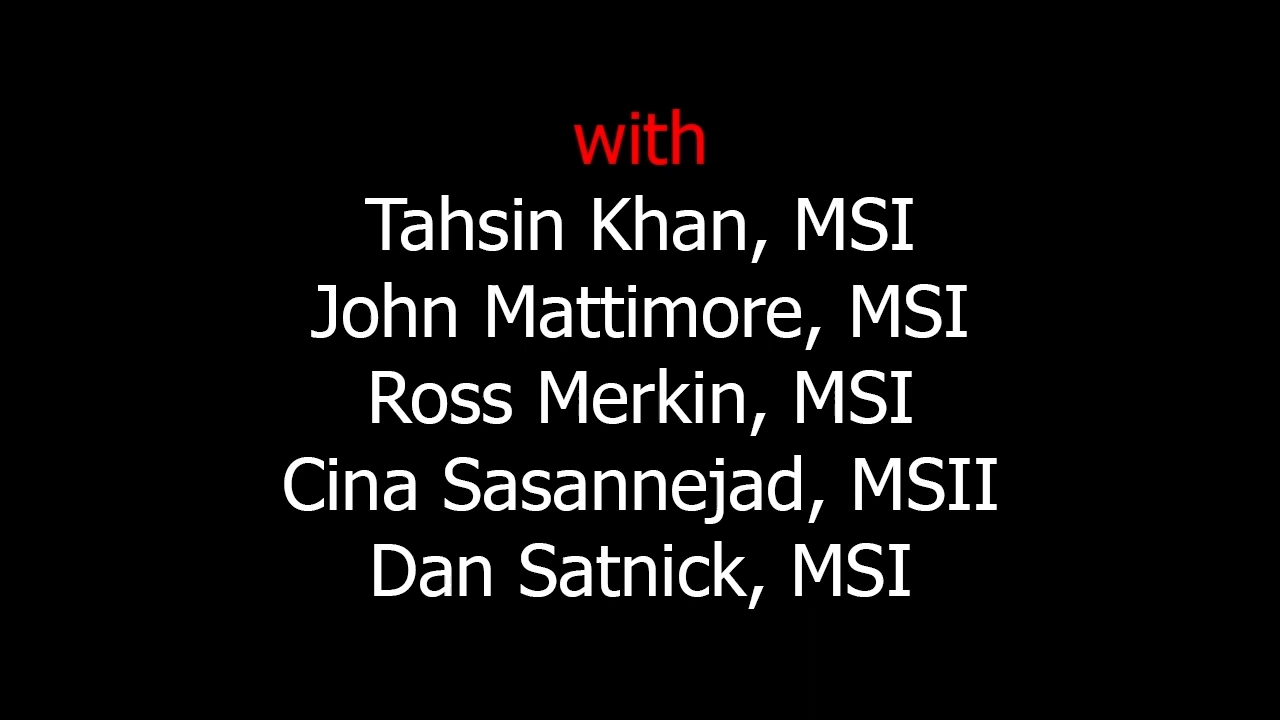 with
Tahsin Khan, MSI
John Mattimore, MSI
Ross Merkin, MSI
Cina Sasannejad, MSII
Dan Satnick, MSI